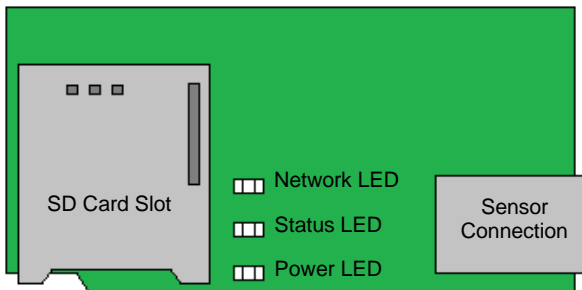 Network LED
SD Card Slot
Status LED
Sensor
Connection
Power LED